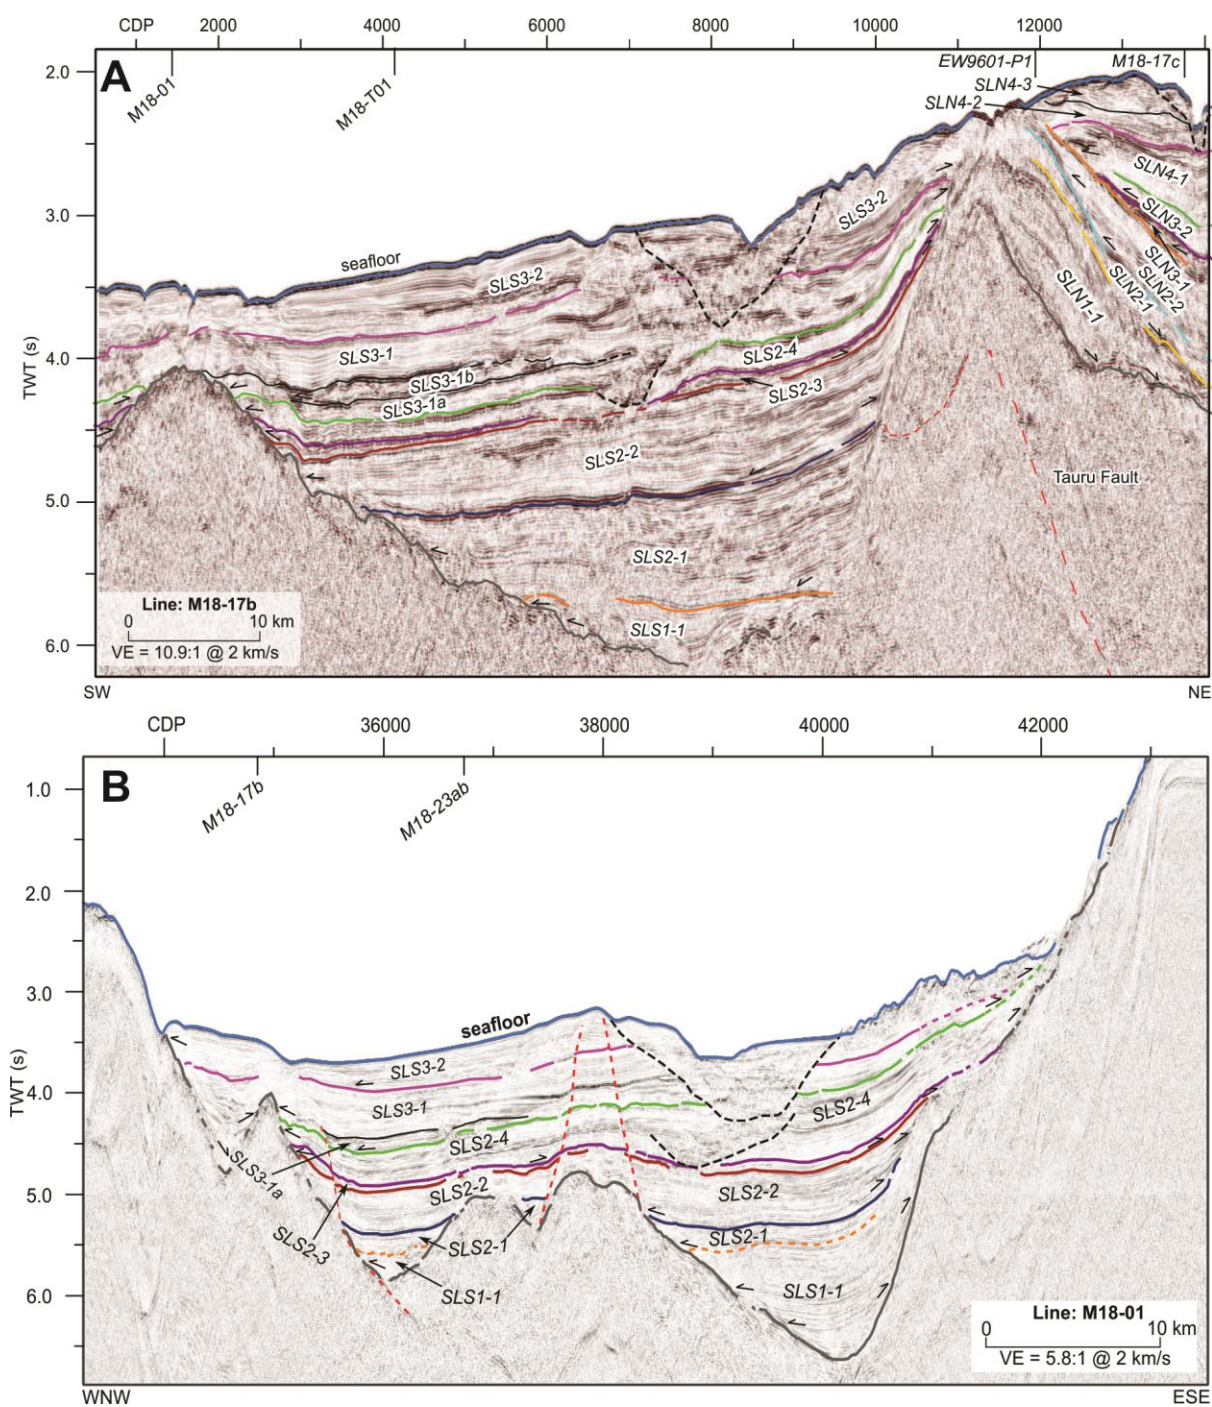 CDP 2000 4000 6000 8000 10000 12000
A
M18-01
M18-T01
EW9601-P1
M18-17c
2.0
3.0
4.0
5.0
6.0
TWT (s)
SLN4-3
SLN4-2
SLN4-1
SLN3-2
SLN3-1
SLN2-2
SLN2-1
SLN1-1
seafloor
SLS3-2
SLS3-2
SLS3-1
SLS3-1b
SLS3-1a
SLS2-4
SLS2-3
SLS2-2
SLS2-1
SLS1-1
Tauru Fault
Line: M18-17b
0 10 km
VE = 10.9:1 @ 2 km/s
SW NE
CDP 36000 38000 40000 42000
B
M18-17b
M18-23ab
1.0
2.0
3.0
4.0
5.0
6.0
TWT (s)
seafloor
SLS3-2
SLS3-1
SLS2-4
SLS2-4
SLS3-1a
SLS2-2
SLS2-2
SLS2-3
SLS2-1
SLS2-1
SLS1-1
SLS1-1
Line: M18-01
0 10 km
VE = 5.8:1 @ 2 km/s
WNW ESE